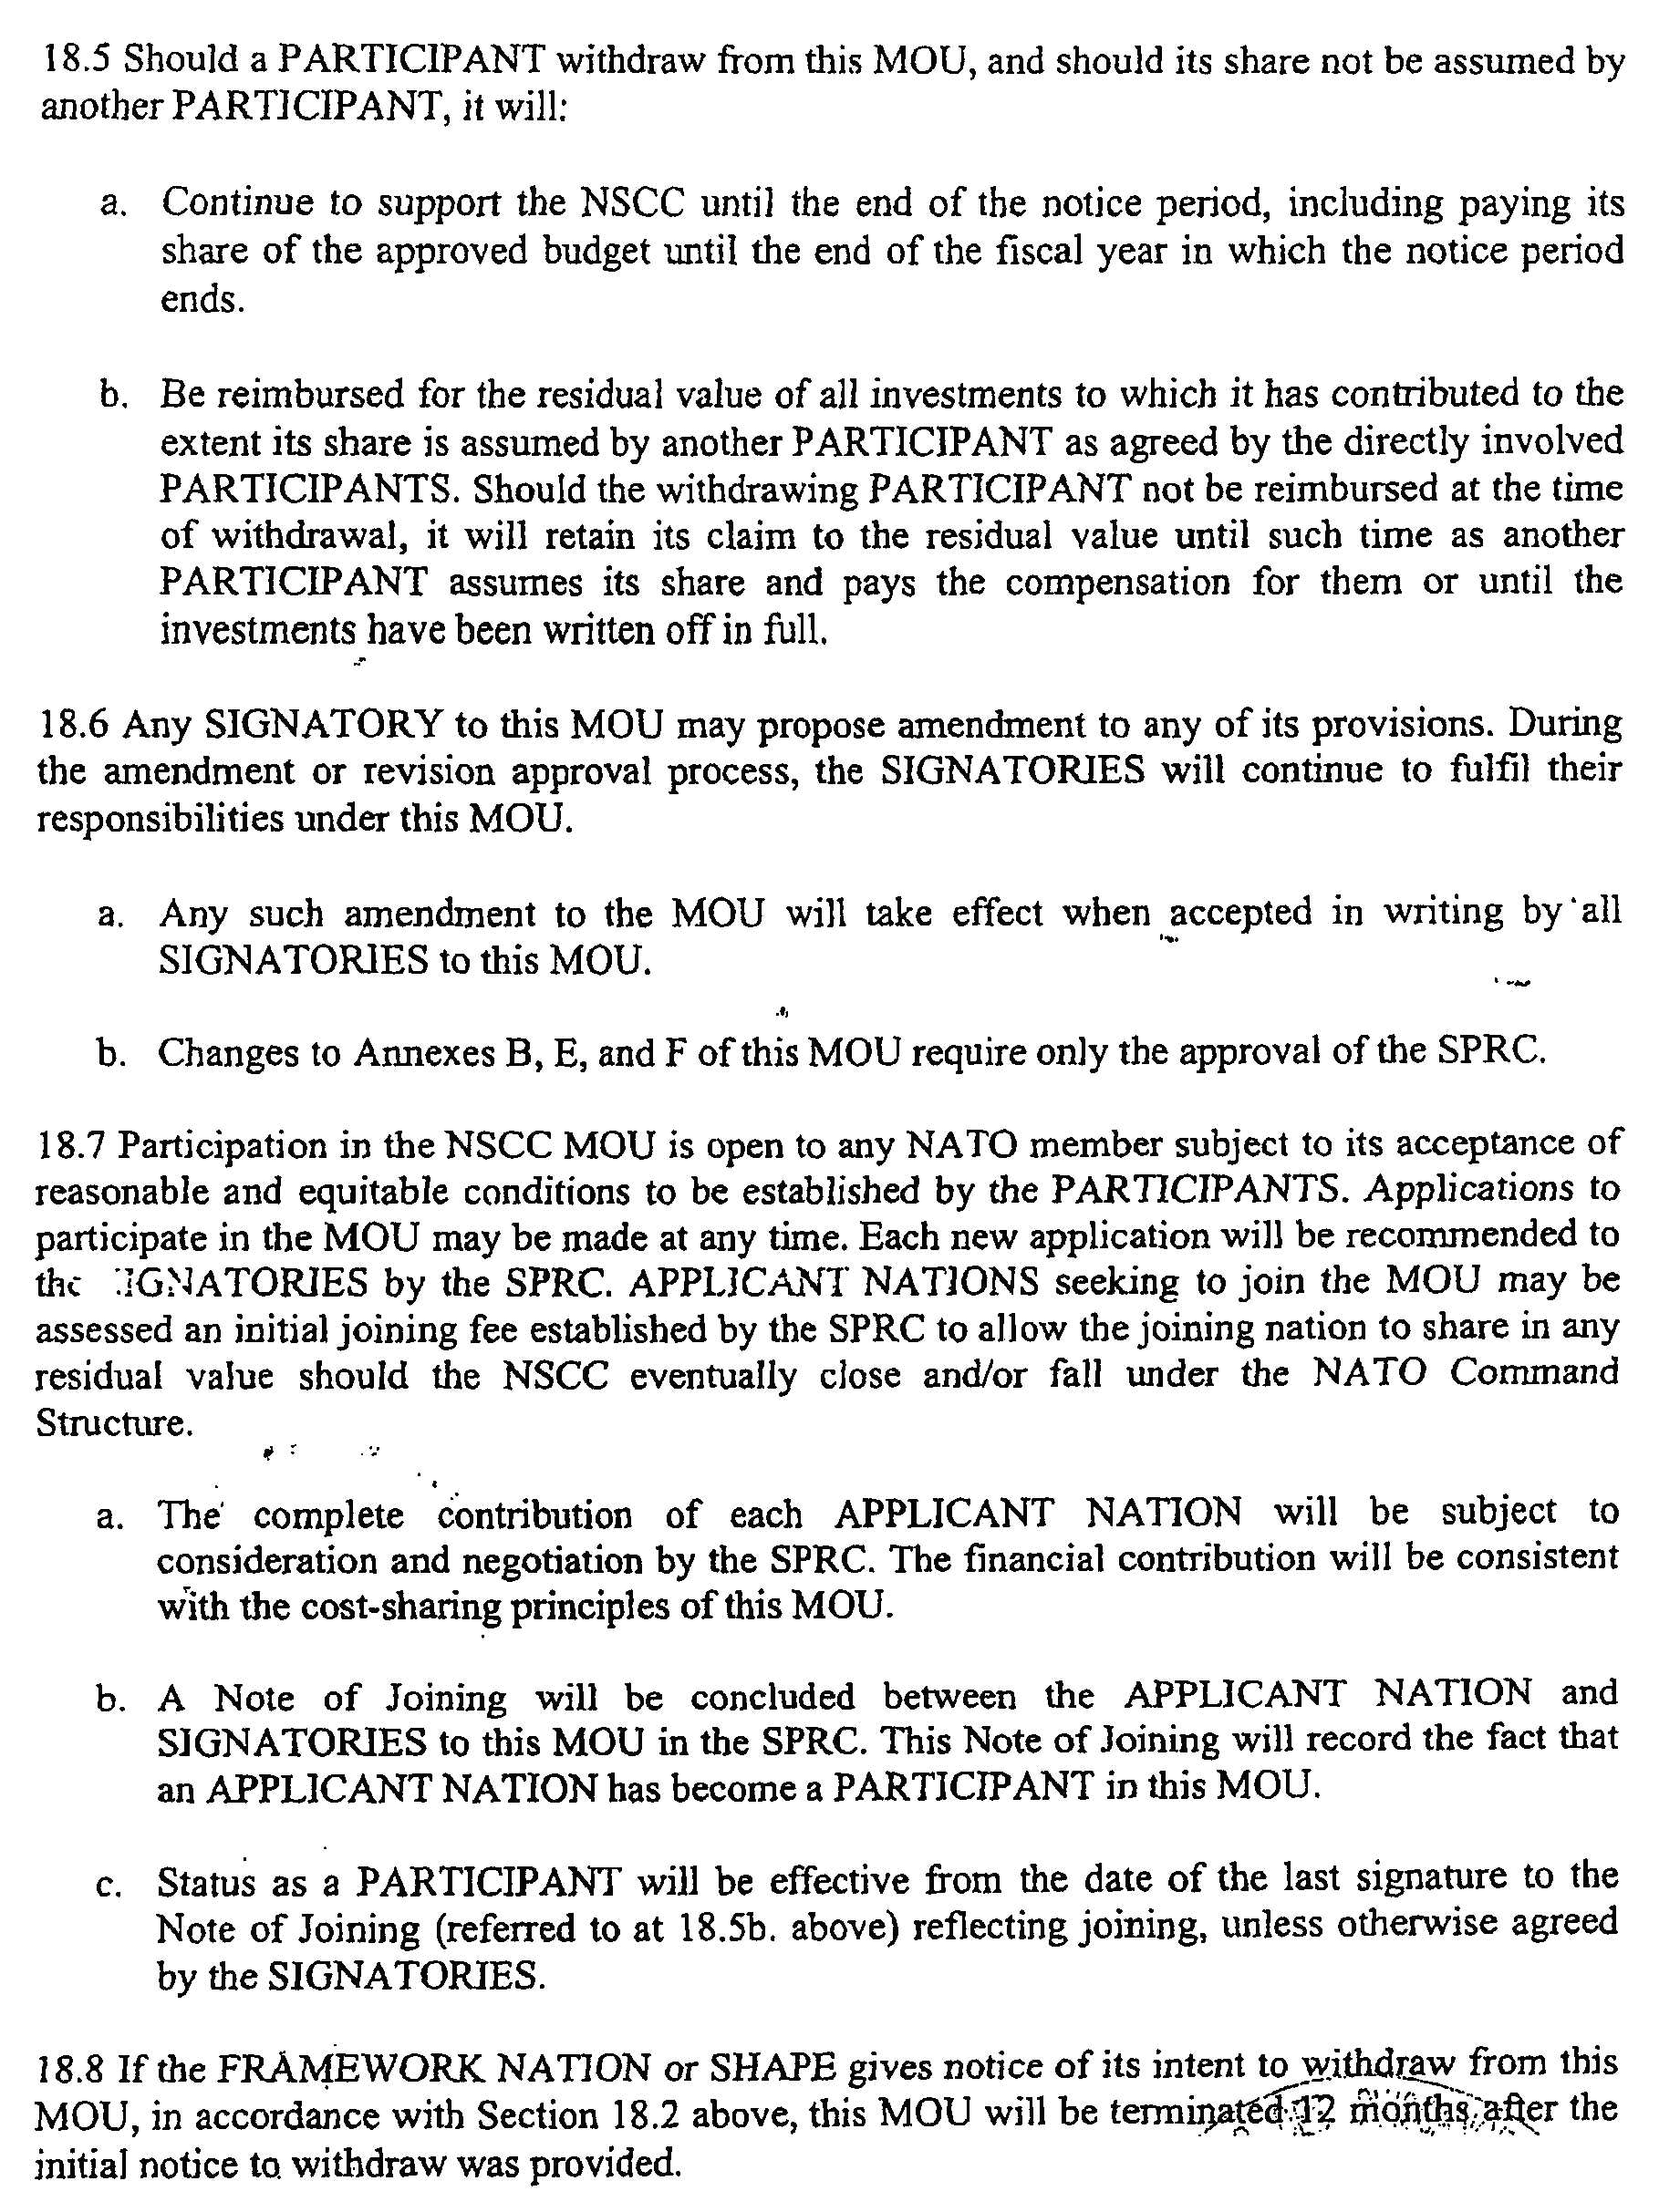 18.5 Should a PARTICIPANT withdraw from this MOU, and should its share not be assumed by
another PARTICIPANT, it will:
a. Continue to support the NSCC until the end of the notice period, including paying its
share of the approved budget until the end of the fiscal year in which the notice period
ends.
b. Be reimbursed for the residual value of all investments to which it has contributed to the
extent its share is assumed by another PARTICIPANT as agreed by the directly involved
PARTICIPANTS. Should the withdrawing PARTICIPANT not be reimbursed at the time
of withdrawal, it will retain its claim to the residual value until such time as another
PARTICIPANT assumes its share and pays the compensation for them or until the
investments have been written off in full.
18.6 Any SIGNATORY to this MOU may propose amendment to any of its provisions. During
the amendment or revision approval process, the SIGNATORIES will continue to fulfil their
responsibilities under this MOU.
a. Any such amendment to the MOU will take effect when accepted in writing by all
SIGNATORIES to this MOU.
b. Changes to Annexes B, E, and F of this MOU require only the approval of the SPRC.
18.7 Participation in the NSCC MOU is open to any NATO member subject to its acceptance of
reasonable and equitable conditions to be established by the PARTICIPANTS. Applications to
participate in the MOU may be made at any time. Each new application will be recommended to
the SIGNATORIES by the SPRC. APPLICANT NATIONS seeking to join the MOU may be
assessed an initial joining fee established by the SPRC to allow the joining nation to share in any
residual value should the NSCC eventually close and/or fall under the NATO Command
Structure.
a. The complete contribution of each APPLICANT NATION will be subject to
consideration and negotiation by the SPRC. The financial contribution will be consistent
with the cost-sharing principles of this MOU.
b. A Note of Joining will be concluded between the APPLICANT NATION and
SIGNATORIES to this MOU in the SPRC. This Note of Joining will record the fact that
an APPLICANT NATION has become a PARTICIPANT in this MOU.
c. Status as a PARTICIPANT will be effective from the date of the last signature to the
Note of Joining (referred to at 18.5b. above) reflecting joining, unless otherwise agreed
by the SIGNATORIES.
18.8 If the FRAMEWORK NATION or SHAPE gives notice of its intent to withdraw from this
MOU, in accordance with Section 18.2 above, this MOU will be terminated 12 months after the
initial notice to withdraw was provided.